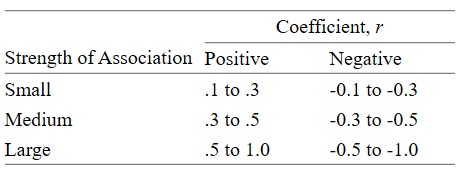 Coefficient, r
Strength of Association Positive Negative
Small .1 to .3 -0.1 to -0.3
Medium .3 to .5 -0.3 to -0.5
Large .5 to 1.0 -0.5 to -1.0